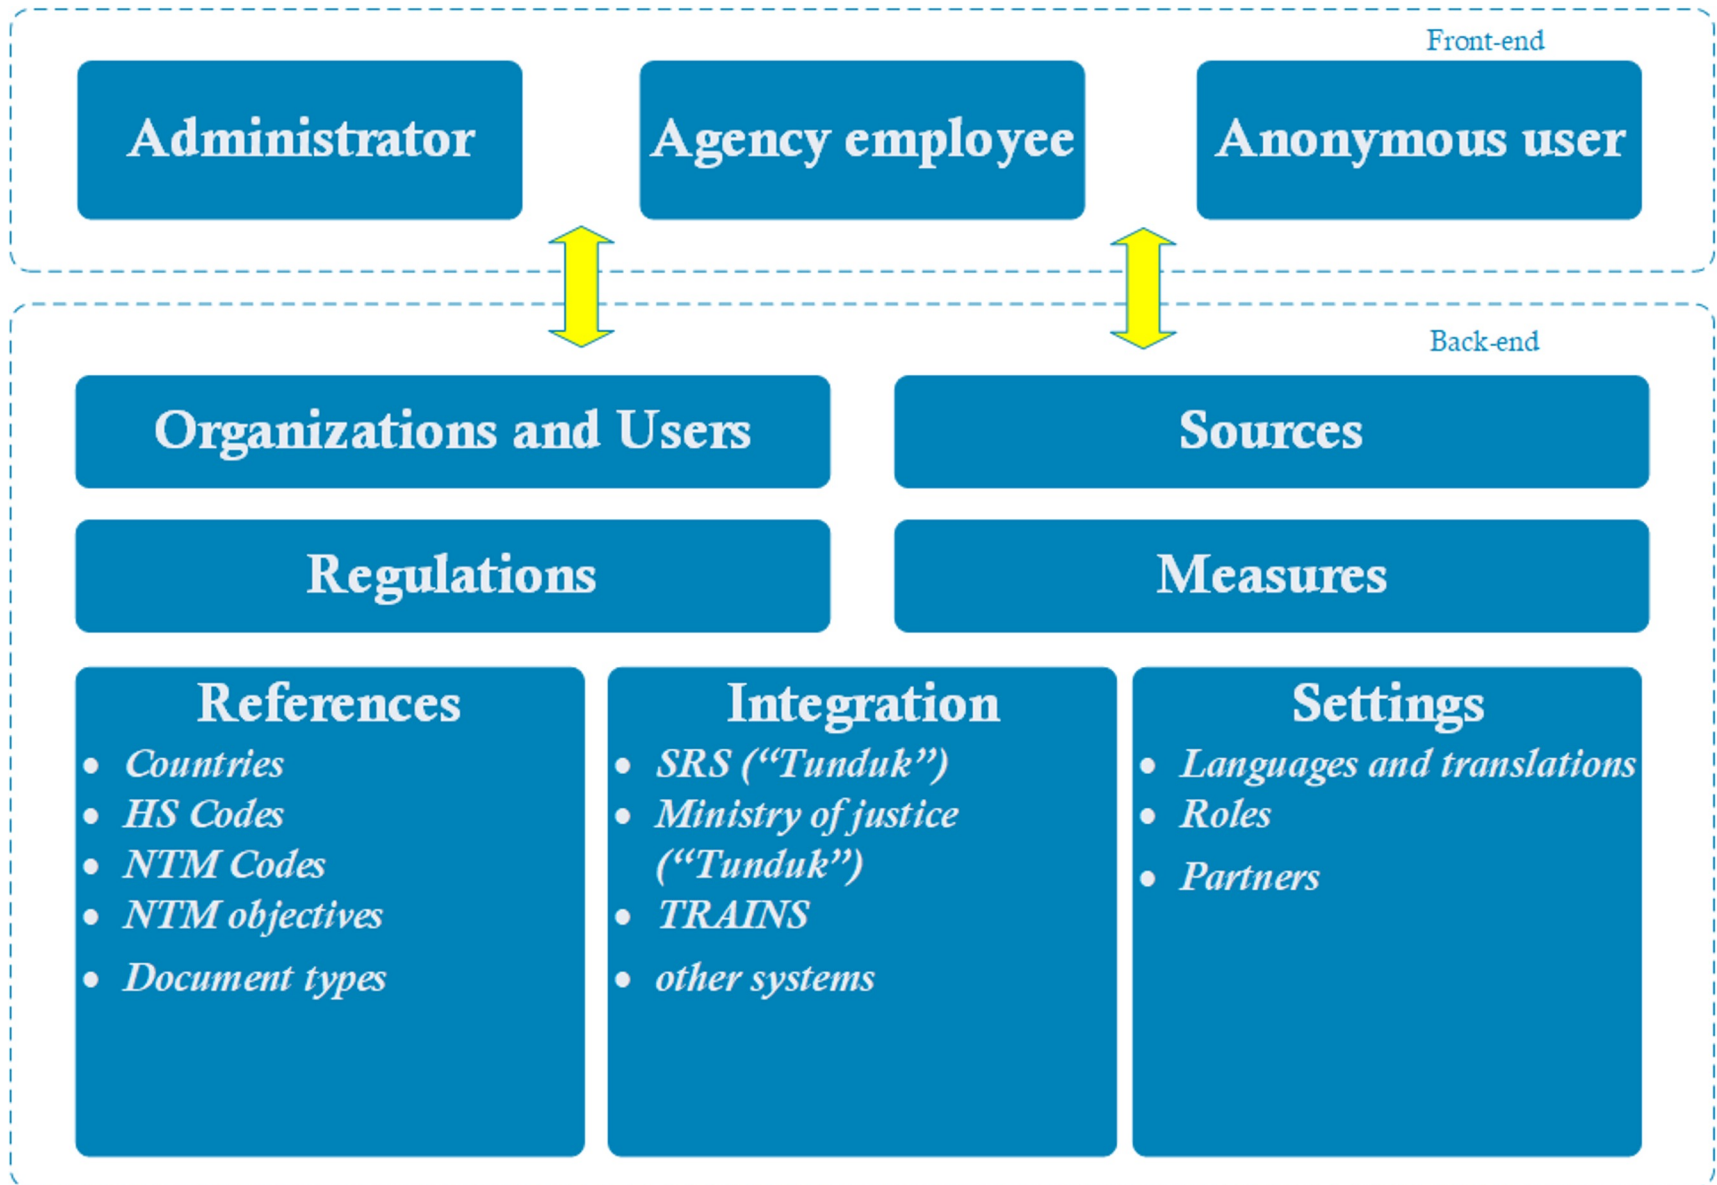 Front-end
Administrator
Agency employee
Anonymous user
Back-end
Organizations and Users
Sources
Regulations
Measures
References
• Countries
• HS Codes
• NTM Codes
• NTM objectives
• Document types
Integration
• SRS (“Tunduk”)
• Ministry of justice
(“Tunduk”)
• TRAINS
• other systems
Settings
• Languages and translations
• Roles
• Partners